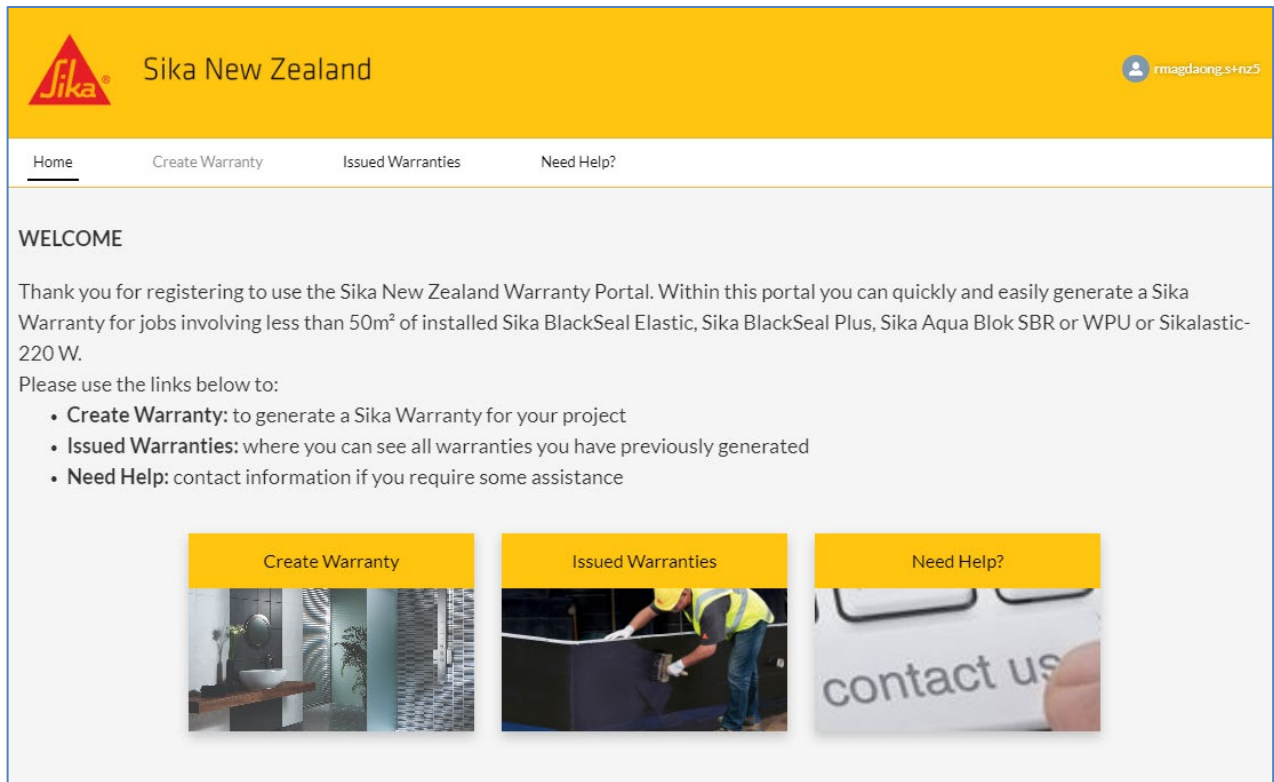 Sika®
Sika New Zealand
rmagdaong.s+nz5
Home Create Warranty Issued Warranties Need Help?
WELCOME
Thank you for registering to use the Sika New Zealand Warranty Portal. Within this portal you can quickly and easily generate a Sika
Warranty for jobs involving less than 50m² of installed Sika BlackSeal Elastic, Sika BlackSeal Plus, Sika Aqua Blok SBR or WPU or Sikalastic-
220 W.
Please use the links below to:
• Create Warranty: to generate a Sika Warranty for your project
• Issued Warranties: where you can see all warranties you have previously generated
• Need Help: contact information if you require some assistance
Create Warranty
Issued Warranties
Need Help?
contact us